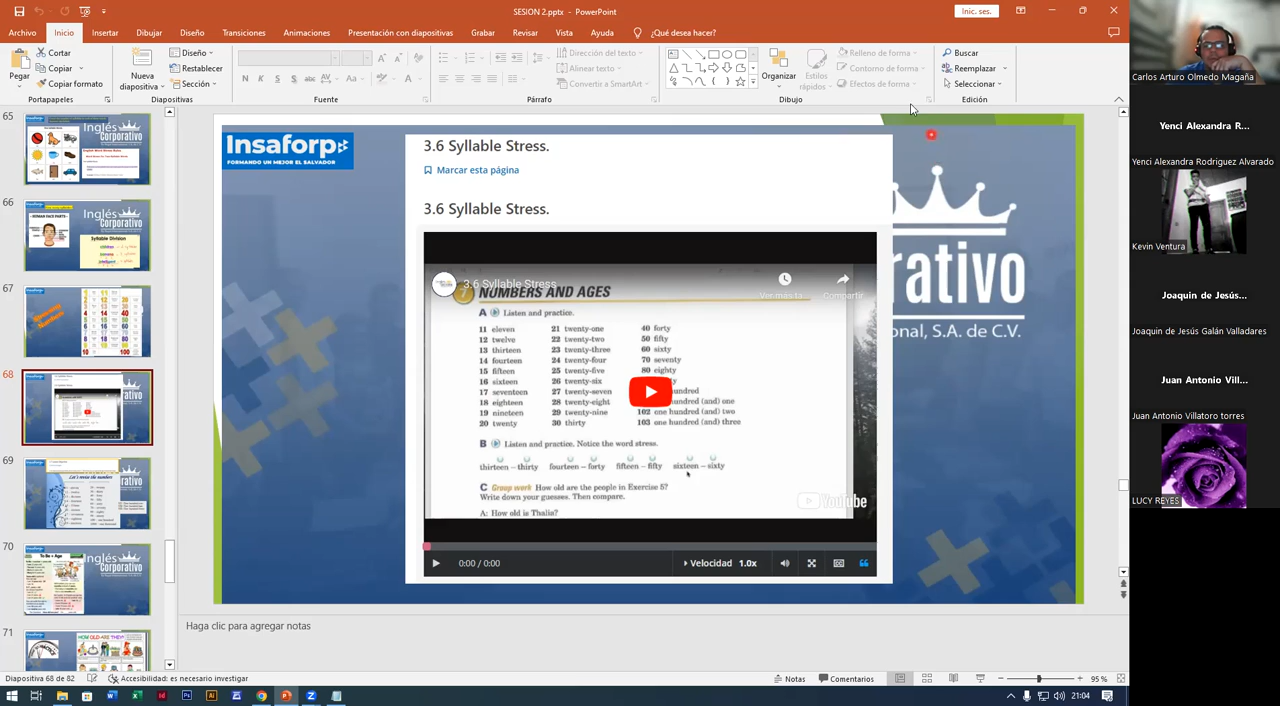 SESION 2.pptx - PowerPoint
Inic. ses.
Archivo Inicio Insertar Dibujar Diseño Transiciones Animaciones Presentación con diapositivas Grabar Revisar Vista Ayuda ¿Qué desea hacer?
Pegar
Cortar
Copiar
Copiar formato
Portapapeles
Nueva diapositiva
Diseño
Restablecer
Sección
Diapositivas
Fuente
Dirección del texto
Alinear texto
Convertir a SmartArt
Párrafo
Organizar
Estilos rápidos
Relleno de forma
Contorno de forma
Efectos de forma
Dibujo
Buscar
Reemplazar
Seleccionar
Edición
65
Inglés
Corporativo
66
Inglés
Corporativo
Syllable Division
67
68
69
Let's revise the numbers
70
To Be + Age
Inglés
Corporativo
71
HOW OLD ARE THEY?
Insaforp
FORMANDO UN MEJOR EL SALVADOR
3.6 Syllable Stress.
Marcar esta página
3.6 Syllable Stress.
3.6 Syllable Stress
Ver más ta
Compartir
7 NUMBERS AND AGES
A Listen and practice.
11 eleven 21 twenty-one 40 forty
12 twelve 22 twenty-two 50 fifty
13 thirteen 23 twenty-three 60 sixty
14 fourteen 24 twenty-four 70 seventy
15 fifteen 25 twenty-five 80 eighty
16 sixteen 26 twenty-six
17 seventeen 27 twenty-seven undred
18 eighteen 28 twenty-eight hundred (and) one
19 nineteen 29 twenty-nine 102 one hundred (and) two
20 twenty 30 thirty 103 one hundred (and) three
B Listen and practice. Notice the word stress.
thirteen – thirty fourteen – forty fifteen – fifty sixteen – sixty
C Group work How old are the people in Exercise 5?
Write down your guesses. Then compare.
A: How old is Thalia?
YouTube
0:00 / 0:00
Velocidad 1.0x
rativo
onal, S.A. de C.V.
Haga clic para agregar notas
Diapositiva 68 de 82
Accesibilidad: es necesario investigar
Notas
Comentarios
95 %
21:04
Carlos Arturo Olmedo Magaña
Yenci Alexandra R...
Yenci Alexandra Rodriguez Alvarado
Kevin Ventura
Joaquin de Jesús...
Joaquin de Jesús Galán Valladares
Juan Antonio Vill...
Juan Antonio Villatoro torres
LUCY REYES